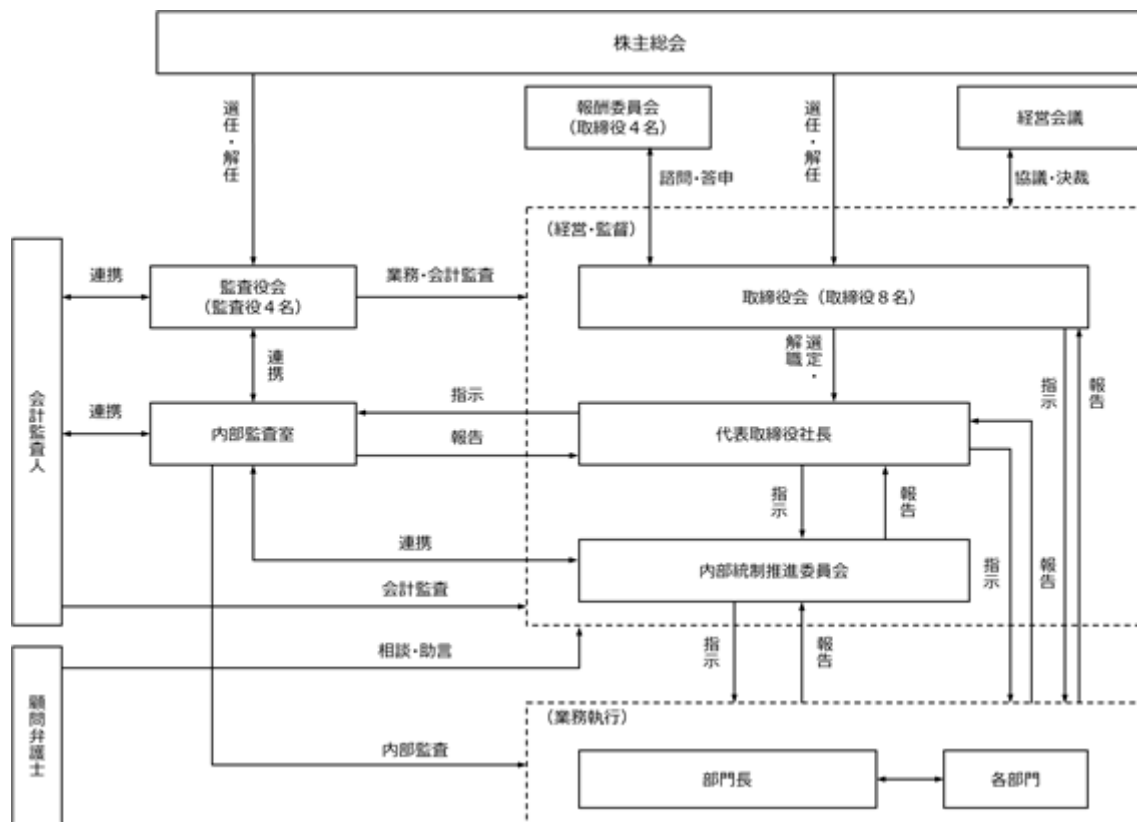 株主総会
選任・解任
報酬委員会
(取締役4名)
選任・解任
経営会議
諮問・答申
協議・決裁
(経営・監督)
会計監査人
連携
監査役会
(監査役4名)
業務・会計監査
取締役会(取締役8名)
連携
選定・
解職
指示
報告
連携
内部監査室
指示
報告
代表取締役社長
指示
報告
連携
内部統制推進委員会
指示
報告
会計監査
顧問弁護士
相談・助言
指示
報告
(業務執行)
内部監査
部門長
各部門